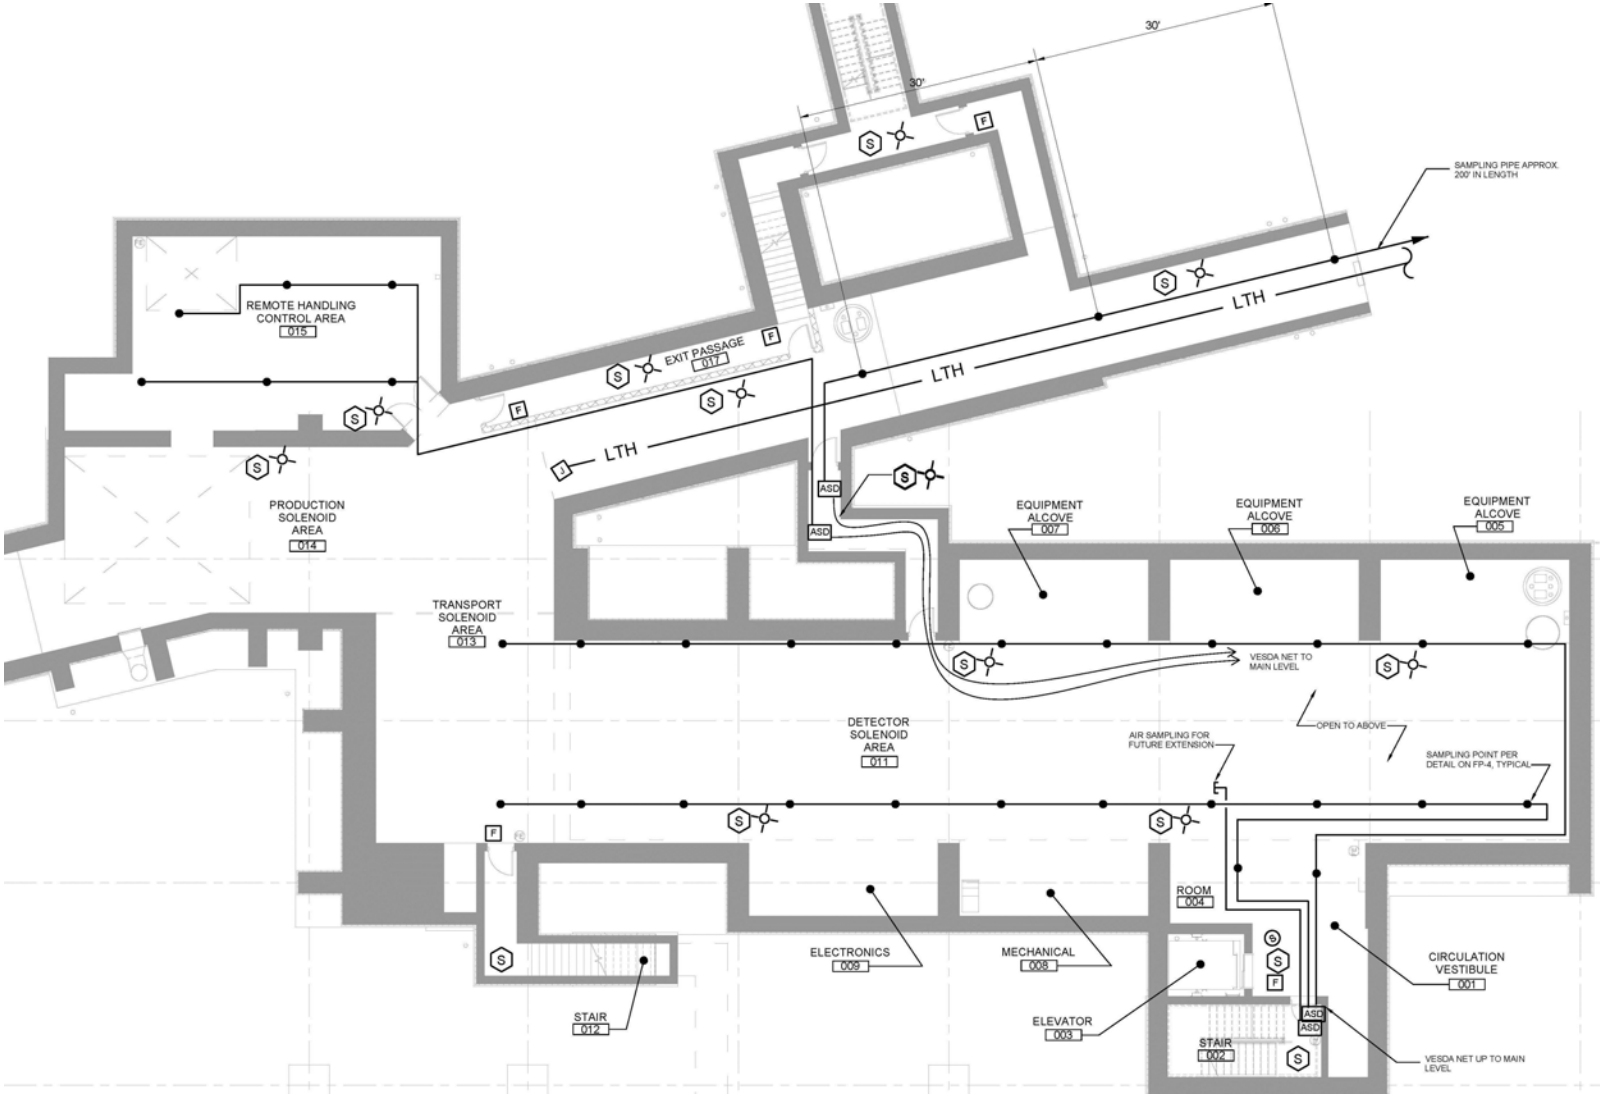 30'
30'
F
S
SAMPLING PIPE APPROX.
200' IN LENGTH
FE
S
REMOTE HANDLING
CONTROL AREA
015
LTH
F
EXIT PASSAGE
017
S
LTH
S
F
S
S
LTH
J
ASD
S
ASD
PRODUCTION
SOLENOID
AREA
014
EQUIPMENT
ALCOVE
007
EQUIPMENT
ALCOVE
006
EQUIPMENT
ALCOVE
005
TRANSPORT
SOLENOID
AREA
013
S
VESDA NET TO
MAIN LEVEL
S
DETECTOR
SOLENOID
AREA
011
OPEN TO ABOVE
AIR SAMPLING FOR
FUTURE EXTENSION
SAMPLING POINT PER
DETAIL ON FP-4, TYPICAL
F
FE
S
S
ROOM
004
ELECTRONICS
009
MECHANICAL
008
S
S
F
CIRCULATION
VESTIBULE
001
STAIR
012
ELEVATOR
003
ASD
ASD
STAIR
002
S
VESDA NET UP TO MAIN
LEVEL